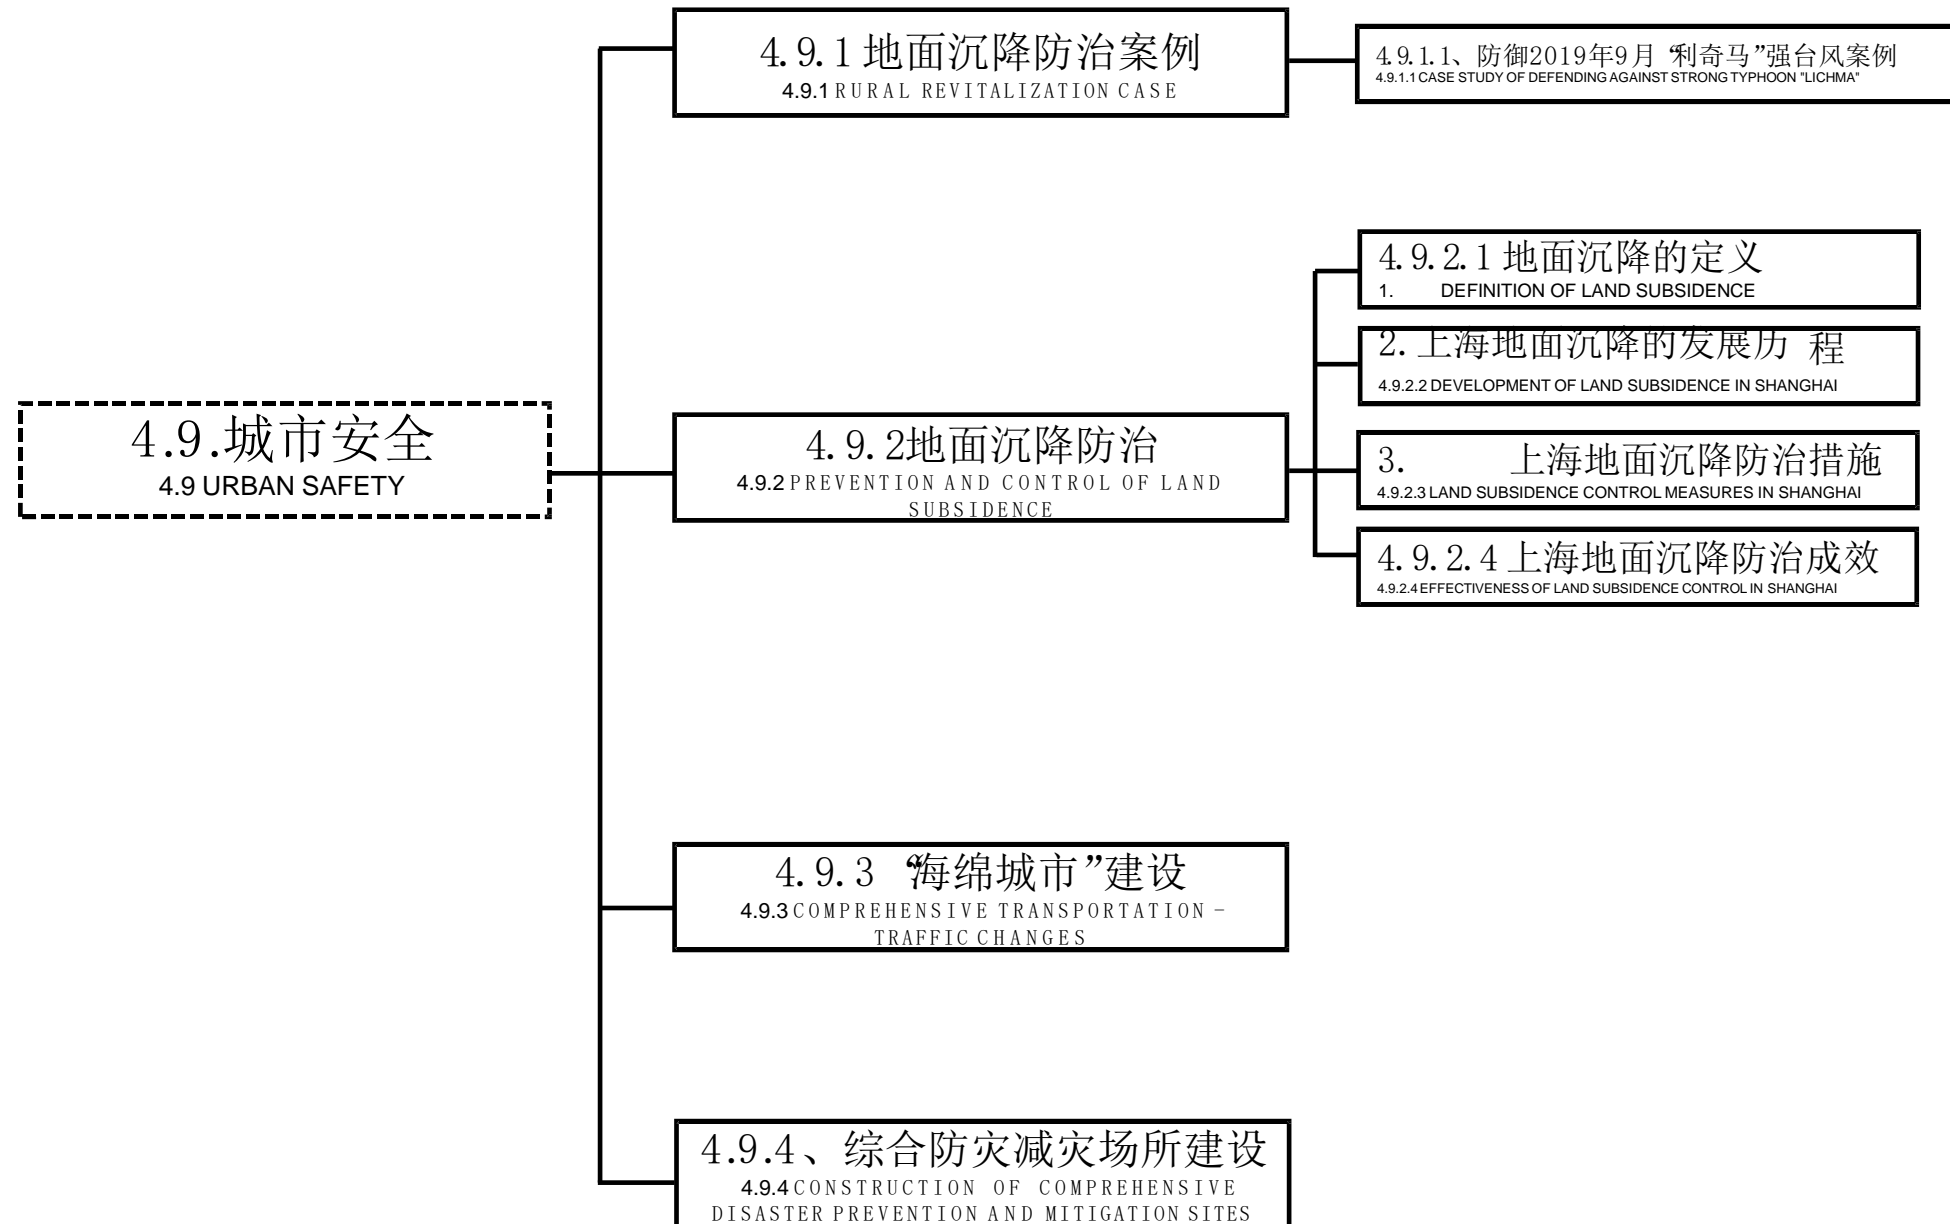 4.9.城市安全
4.9 URBAN SAFETY
4.9.1地面沉降防治案例
4.9.1 RURAL REVITALIZATION CASE
4.9.1.1、防御2019年9月“利奇马”强台风案例
4.9.1.1 CASE STUDY OF DEFENDING AGAINST STRONG TYPHOON "LICHMA"
4.9.2地面沉降防治
4.9.2 PREVENTION AND CONTROL OF LAND
SUBSIDENCE
4.9.2.1 地面沉降的定义
1. DEFINITION OF LAND SUBSIDENCE
2. 上海地面沉降的发展历 程
4.9.2.2 DEVELOPMENT OF LAND SUBSIDENCE IN SHANGHAI
3. 上海地面沉降防治措施
4.9.2.3 LAND SUBSIDENCE CONTROL MEASURES IN SHANGHAI
4.9.2.4 上海地面沉降防治成效
4.9.2.4 EFFECTIVENESS OF LAND SUBSIDENCE CONTROL IN SHANGHAI
4.9.3 “海绵城市”建设
4.9.3 COMPREHENSIVE TRANSPORTATION -
TRAFFIC CHANGES
4.9.4、综合防灾减灾场所建设
4.9.4 CONSTRUCTION OF COMPREHENSIVE
DISASTER PREVENTION AND MITIGATION SITES